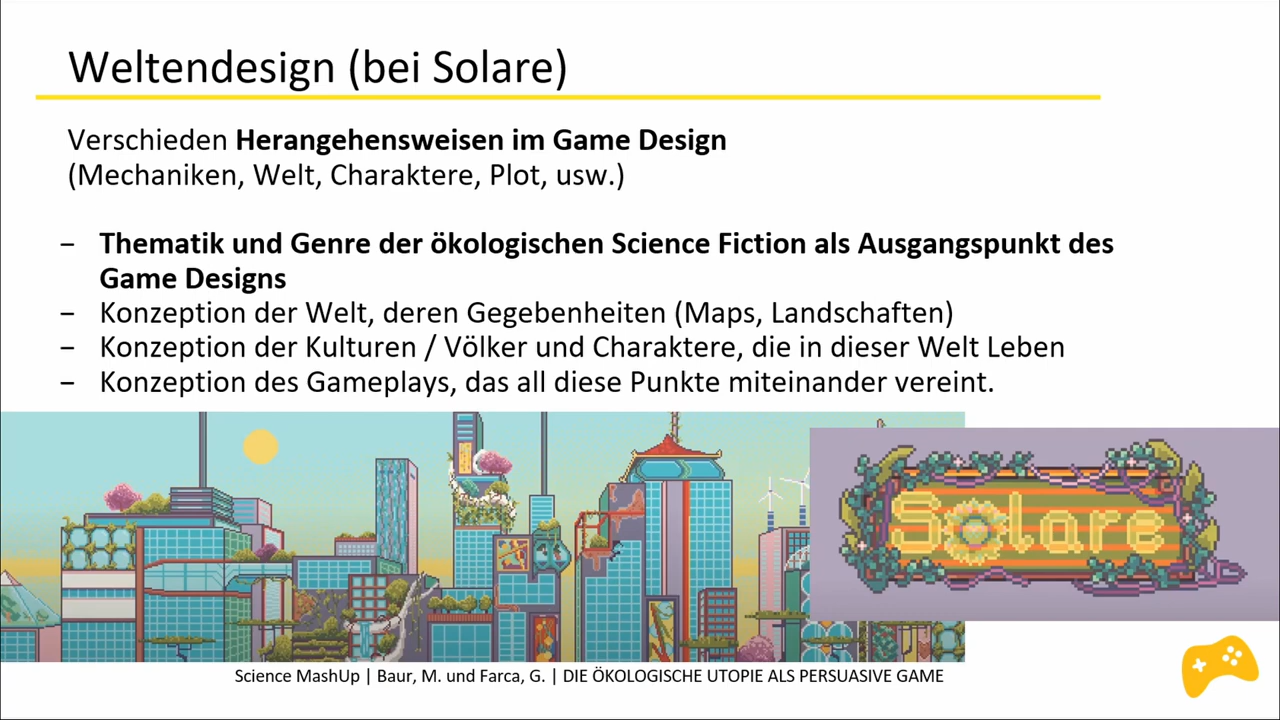 Weltendesign (bei Solare)
Verschieden Herangehensweisen im Game Design
(Mechaniken, Welt, Charaktere, Plot, usw.)
– Thematik und Genre der ökologischen Science Fiction als Ausgangspunkt des
Game Designs
– Konzeption der Welt, deren Gegebenheiten (Maps, Landschaften)
– Konzeption der Kulturen / Völker und Charaktere, die in dieser Welt Leben
– Konzeption des Gameplays, das all diese Punkte miteinander vereint.
Solare
Science MashUp | Baur, M. und Farca, G. | DIE ÖKOLOGISCHE UTOPIE ALS PERSUASIVE GAME